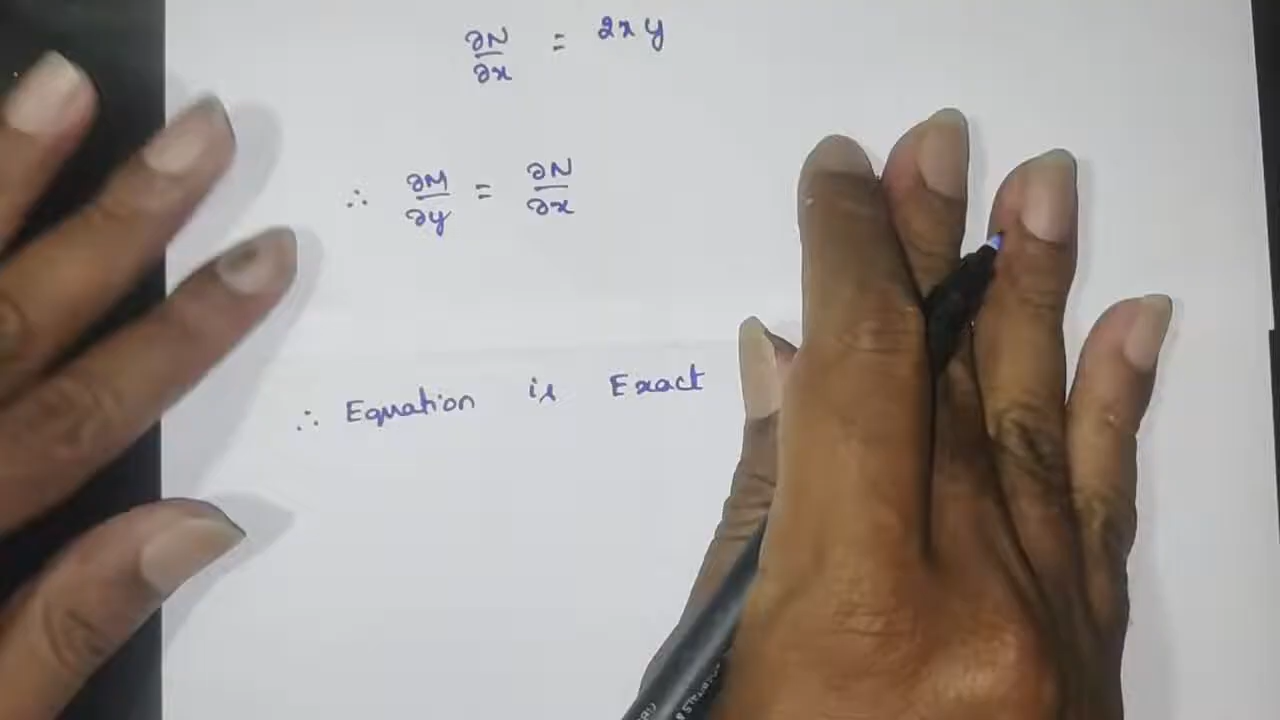 ∂N/∂x = 2xy
∴ ∂M/∂y = ∂N/∂x
∴ Equation is Exact